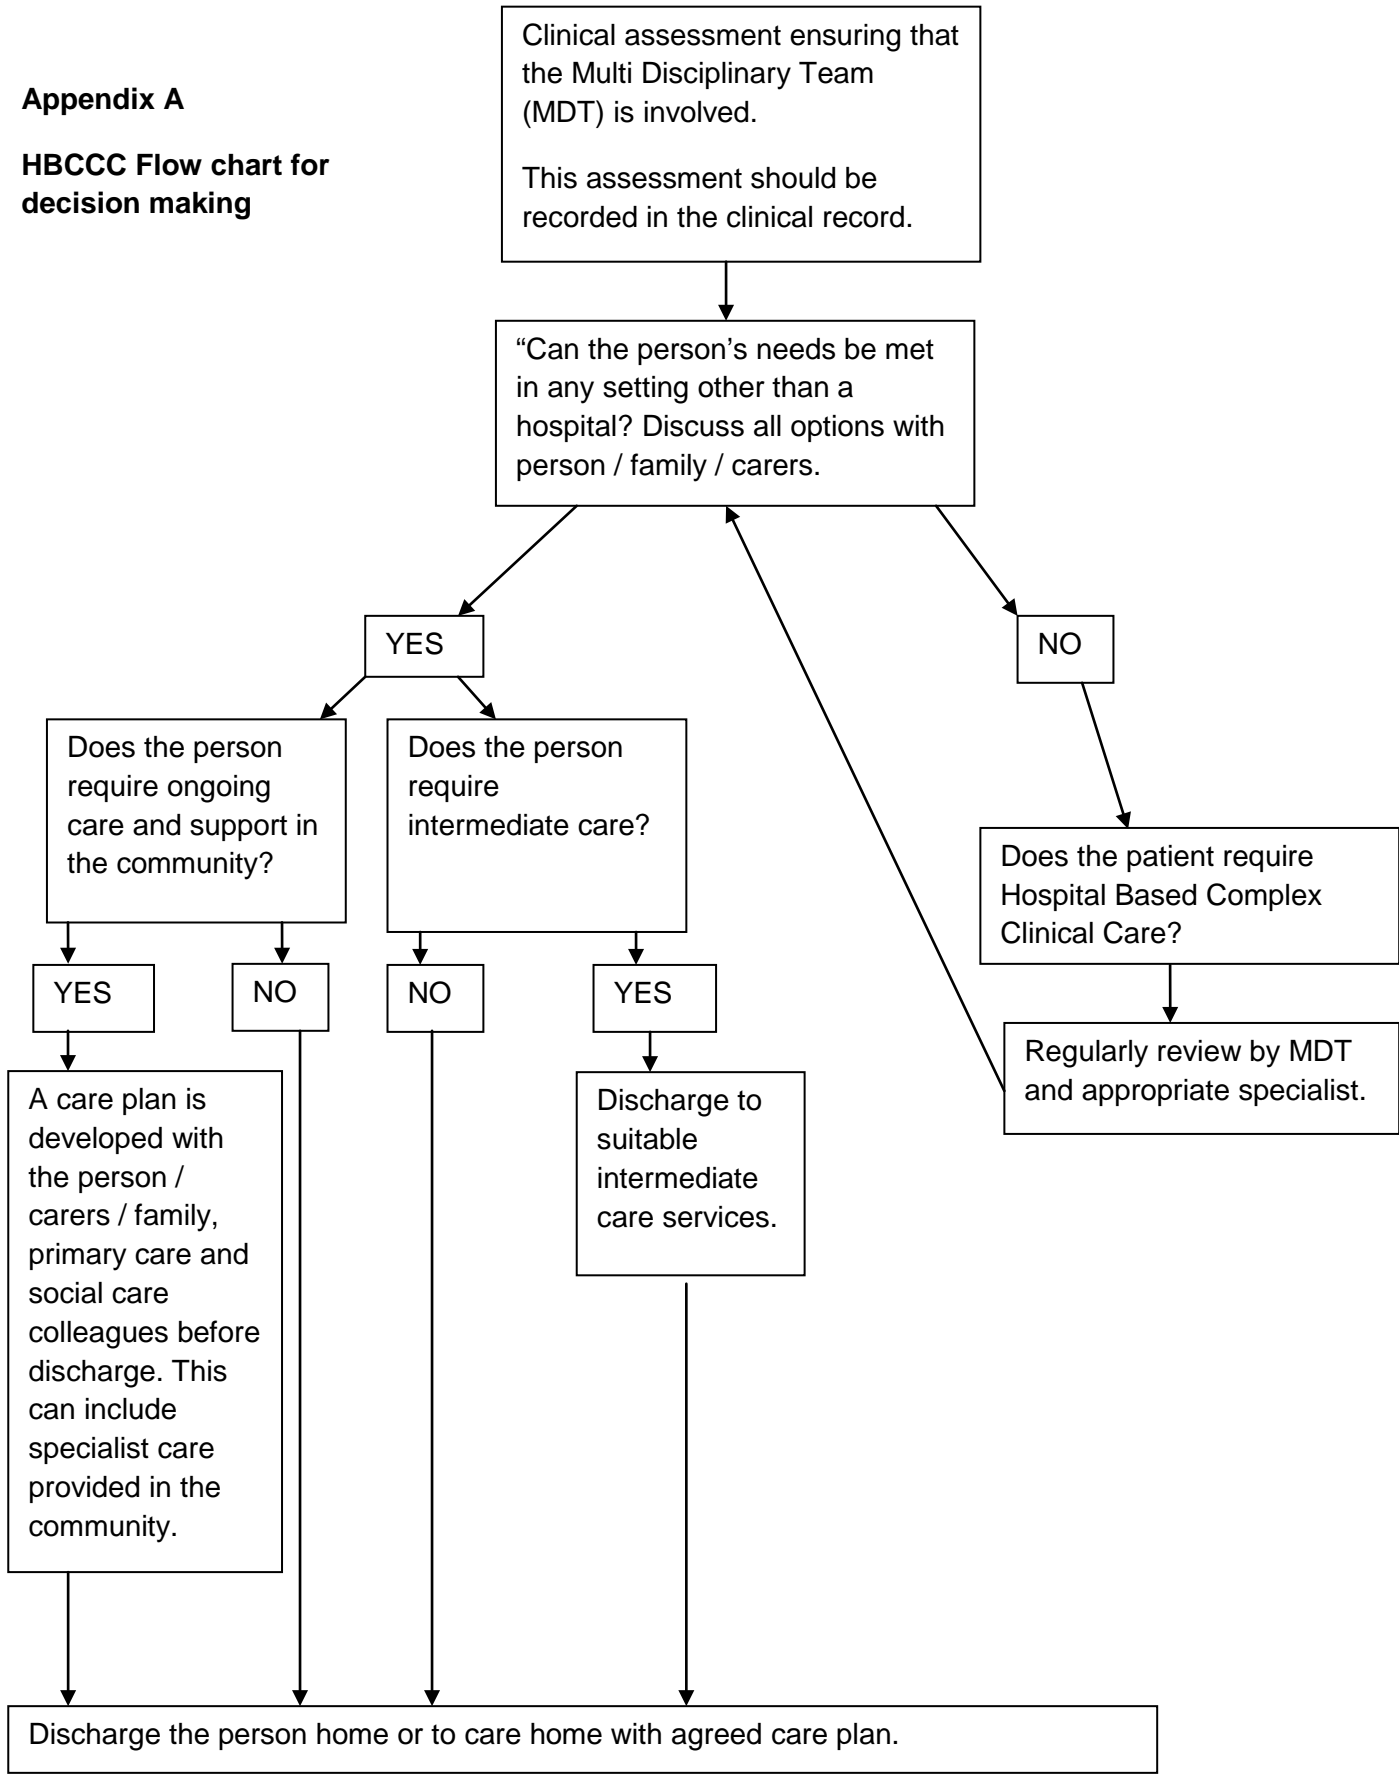 Appendix A
HBCCC Flow chart for
decision making
Clinical assessment ensuring that
the Multi Disciplinary Team
(MDT) is involved.
This assessment should be
recorded in the clinical record.
“Can the person’s needs be met
in any setting other than a
hospital? Discuss all options with
person / family / carers.
YES
NO
Does the person
require ongoing
care and support in
the community?
Does the person
require
intermediate care?
Does the patient require
Hospital Based Complex
Clinical Care?
YES
NO
NO
YES
Regularly review by MDT
and appropriate specialist.
A care plan is
developed with
the person /
carers / family,
primary care and
social care
colleagues before
discharge. This
can include
specialist care
provided in the
community.
Discharge to
suitable
intermediate
care services.
Discharge the person home or to care home with agreed care plan.